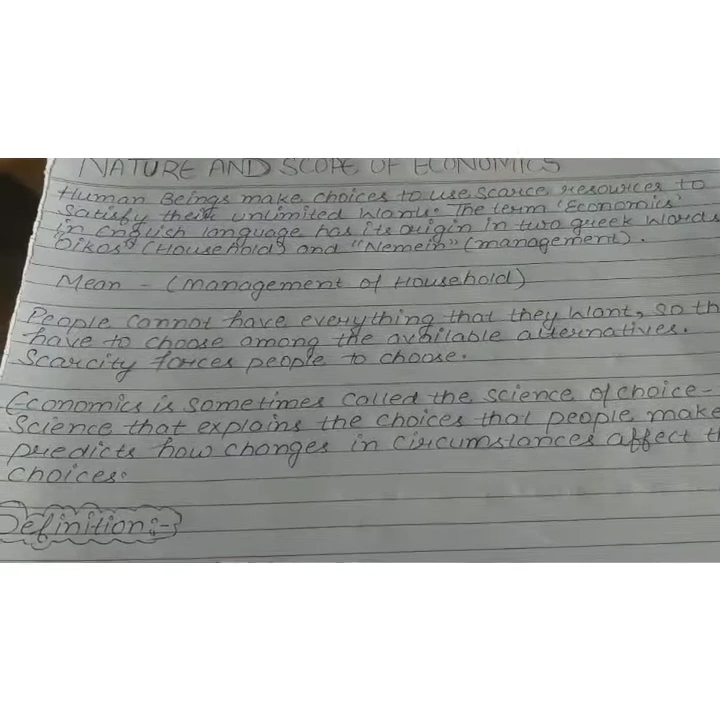 NATURE AND SCOPE OF ECONOMICS
Human Beings make choices to use scarce resources to
satisfy their unlimited wants. The term 'Economics'
in English language has its origin in two greek words
Oikos" (Household) and "Nemein" (management).
Mean - (management of Household)
People cannot have everything that they want, so th
have to choose among the available alternatives.
Scarcity forces people to choose.
Economics is sometimes called the science of choice-
Science that explains the choices that people make
predicts how changes in circumstances affect th
choices.
Definition:-